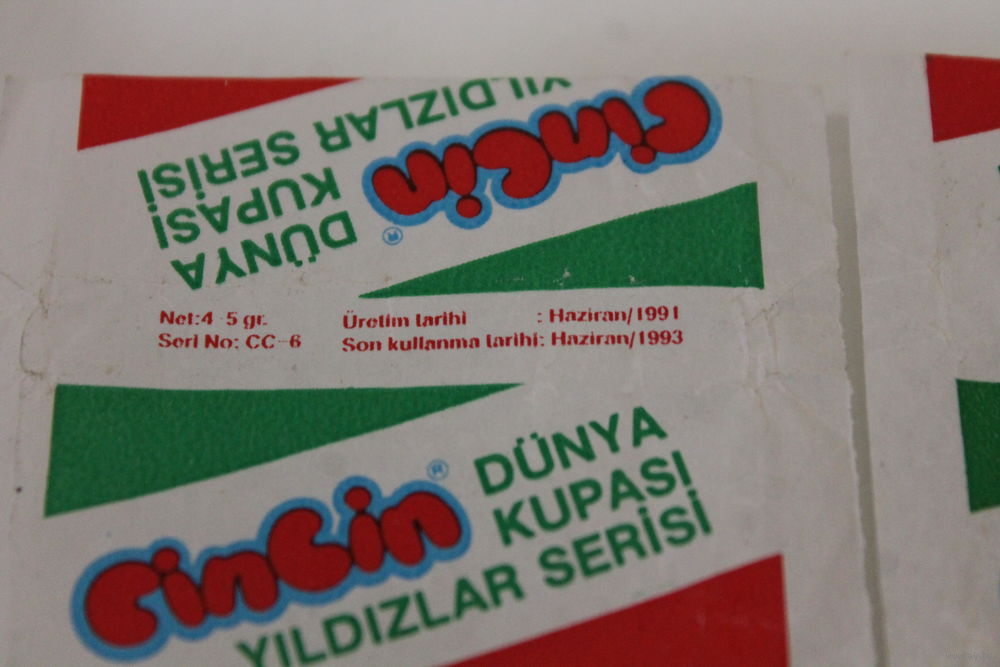 CinCin®
DÜNYA
KUPASI
YILDIZLAR SERİSİ
Net:4-5 gr.
Seri No: CC-6
Üretim tarihi : Haziran/1991
Son kullanma tarihi: Haziran/1993
CinCin®
DÜNYA
KUPASI
YILDIZLAR SERİSİ